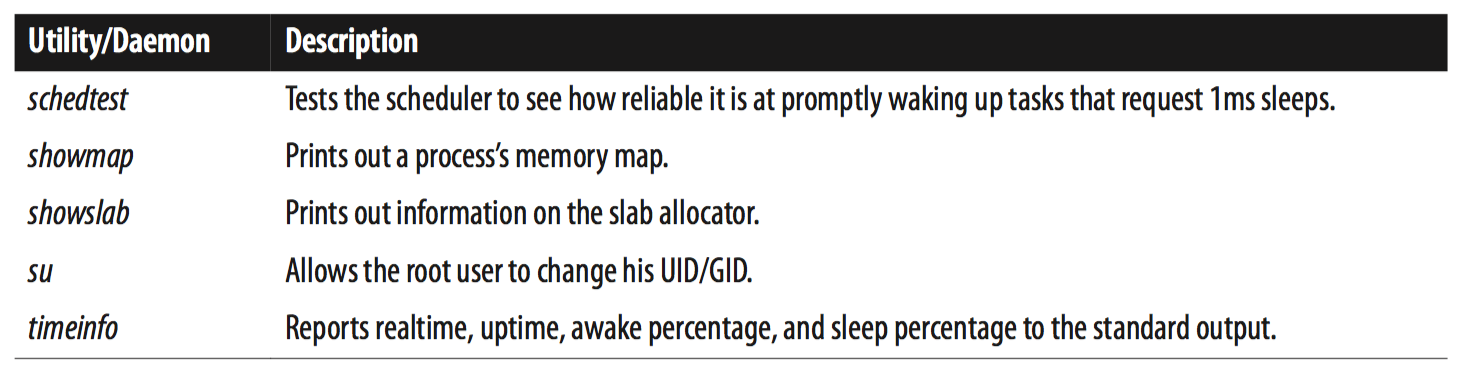 Utility/Daemon Description
schedtest Tests the scheduler to see how reliable it is at promptly waking up tasks that request 1ms sleeps.
showmap Prints out a process’s memory map.
showslab Prints out information on the slab allocator.
su Allows the root user to change his UID/GID.
timeinfo Reports realtime, uptime, awake percentage, and sleep percentage to the standard output.